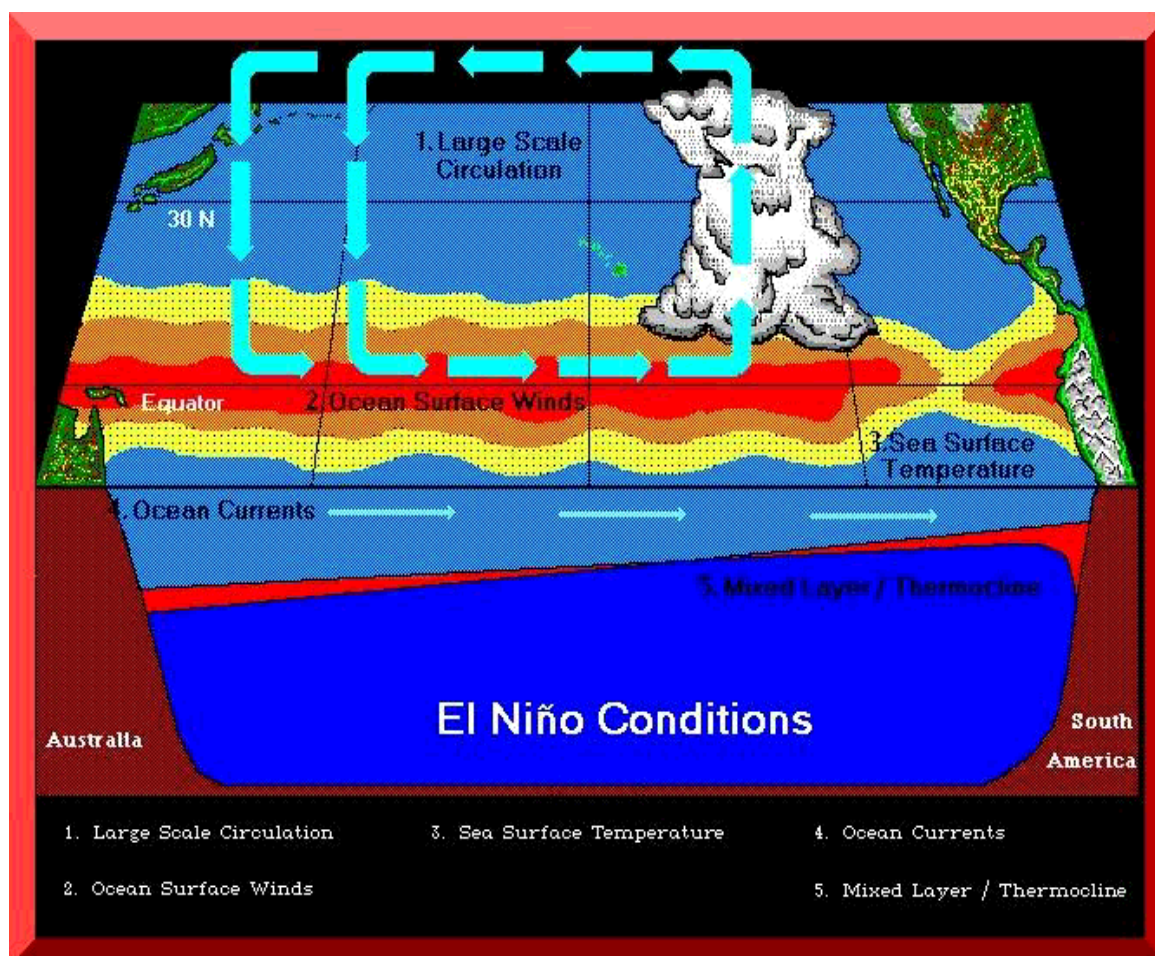 1. Large Scale
Circulation
30 N
Equator
2. Ocean Surface Winds
3. Sea Surface
Temperature
4. Ocean Currents
5. Mixed Layer / Thermocline
El Niño Conditions
Australia
South
America
1. Large Scale Circulation
3. Sea Surface Temperature
4. Ocean Currents
2. Ocean Surface Winds
5. Mixed Layer / Thermocline